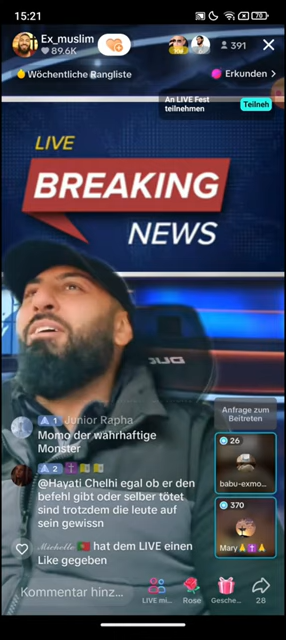 15:21
70
Ex_muslim
89.6K
391
Wöchentliche Rangliste
Erkunden >
An LIVE Fest
teilnehmen
Teilneh
LIVE
BREAKING
NEWS
1 Junior Rapha
Momo der wahrhaftige
Monster
2
@Hayati Chelhi egal ob er den
befehl gibt oder selber tötet
sind trotzdem die leute auf
sein gewissn
Michelle hat dem LIVE einen
Like gegeben
Anfrage zum
Beitreten
26
babu-exmo...
370
Mary
Kommentar hinz...
LIVE mi...
Rose
Gesche...
28